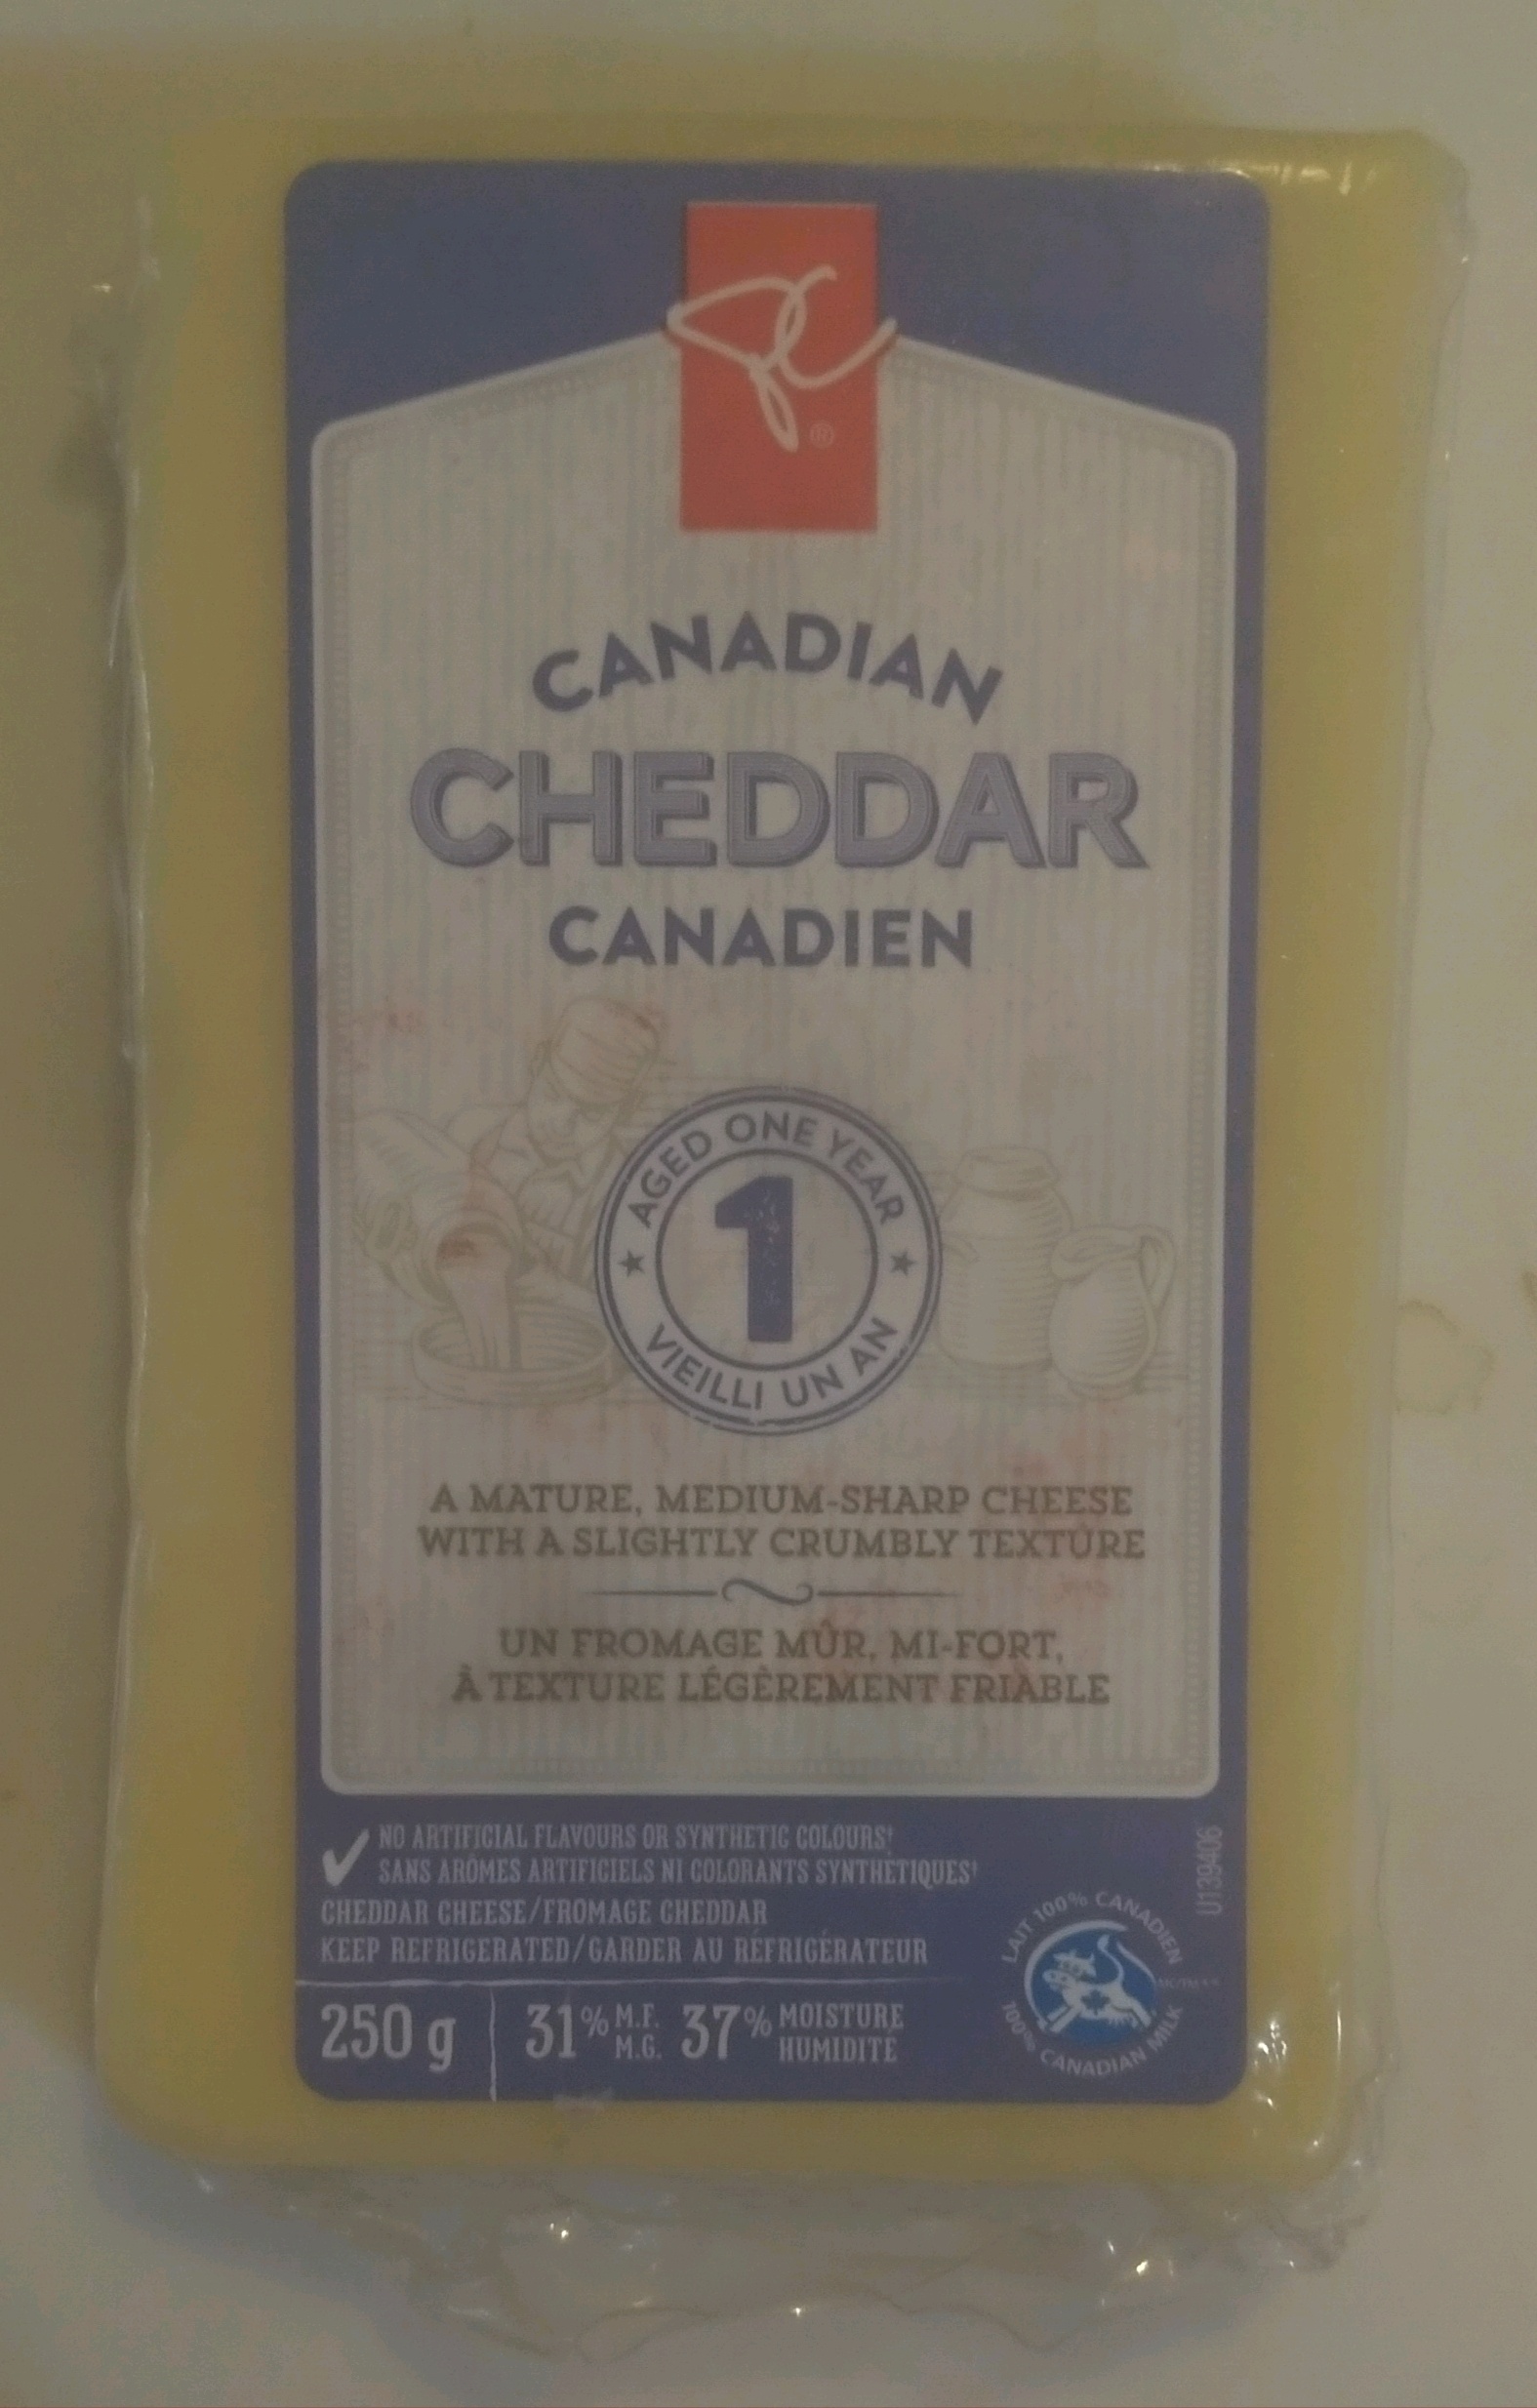 PC®
CANADIAN
CHEDDAR
CANADIEN
AGED ONE YEAR
★ 1 ★
VIEILLI UN AN
A MATURE, MEDIUM-SHARP CHEESE
WITH A SLIGHTLY CRUMBLY TEXTURE
UN FROMAGE MÛR, MI-FORT,
À TEXTURE LÉGÈREMENT FRIABLE
✓ NO ARTIFICIAL FLAVOURS OR SYNTHETIC COLOURS†
SANS ARÔMES ARTIFICIELS NI COLORANTS SYNTHÉTIQUES†
CHEDDAR CHEESE/FROMAGE CHEDDAR
KEEP REFRIGERATED/GARDER AU RÉFRIGÉRATEUR
250 g
31% M.F.
M.G.
37% MOISTURE
HUMIDITÉ
LAIT 100% CANADIEN
100% CANADIAN MILK
U139406